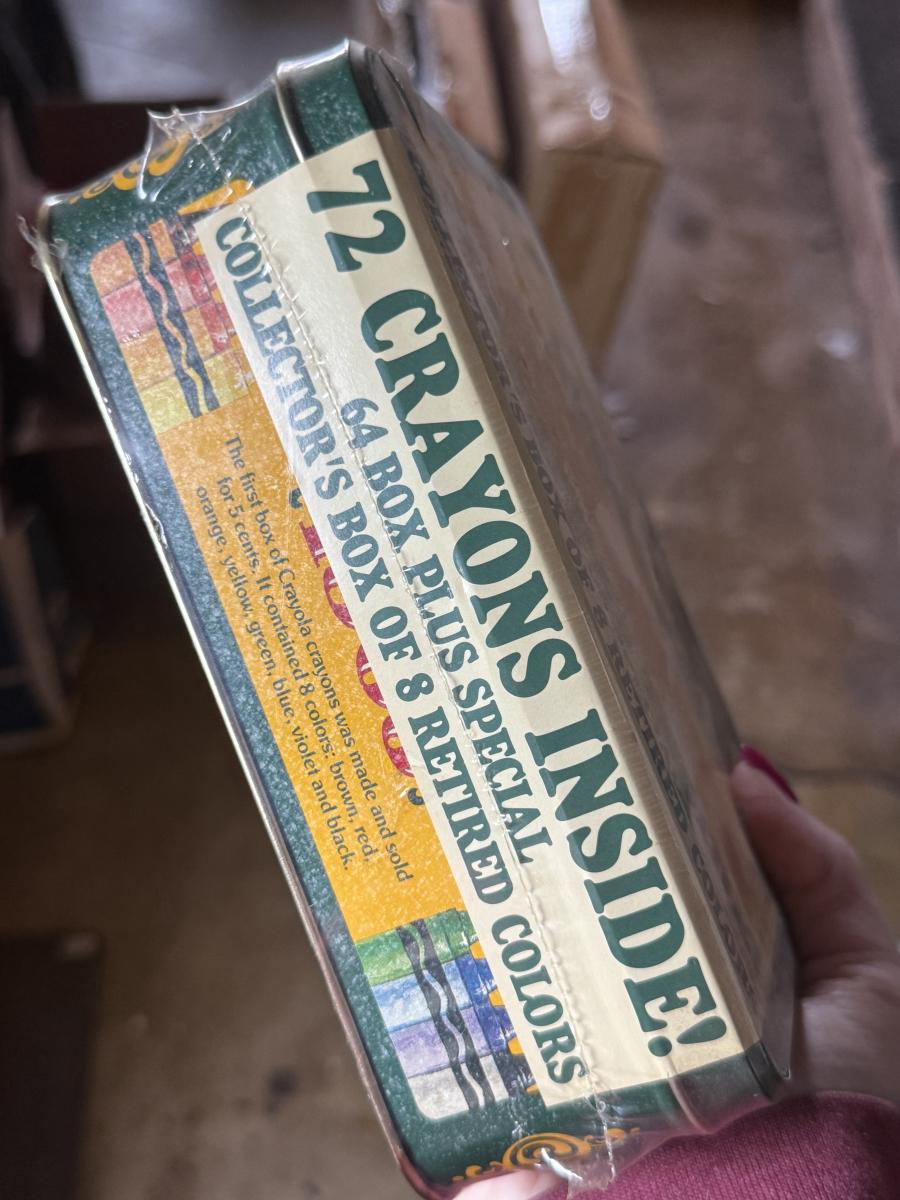 72 CRAYONS INSIDE!
64 BOX PLUS SPECIAL
COLLECTOR'S BOX OF 8 RETIRED COLORS
The first box of Crayola crayons was made and sold
for 5 cents. It contained 8 colors: brown, red,
orange, yellow, green, blue, violet and black.